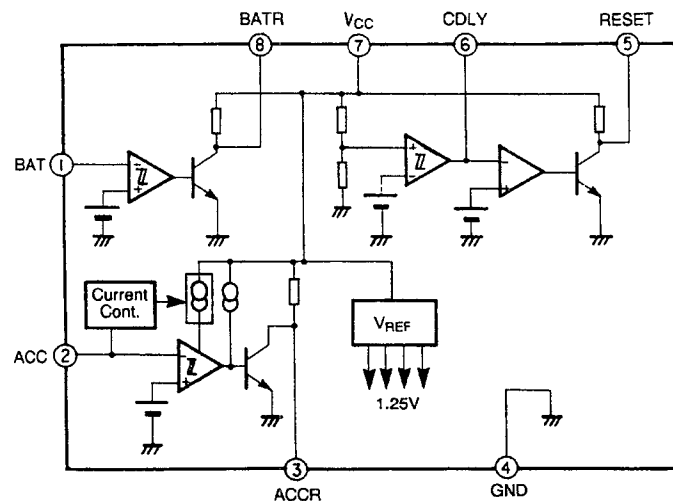 BATR VCC CDLY RESET
8 7 6 5
BAT 1
- +
+ -
- +
Current
Cont.
VREF
ACC 2
- +
1.25V
3 4
ACCR GND